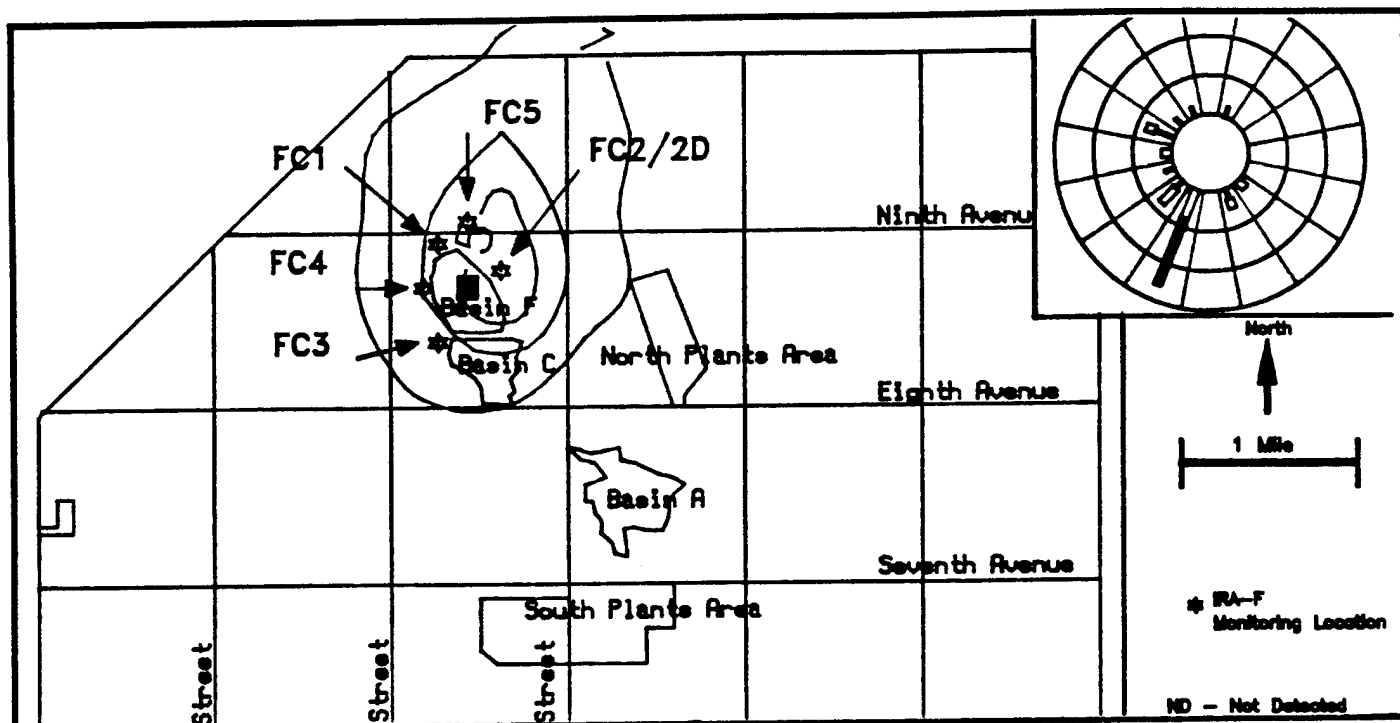 FC5
FC1
FC2/2D
Ninth Avenu
FC4
Basin F
North
FC3
Basin C
North Plants Area
Eighth Avenue
1 Mile
Basin A
Seventh Avenue
South Plants Area
* IRA-F
Monitoring Location
Street
Street
Street
ND - Not Detected